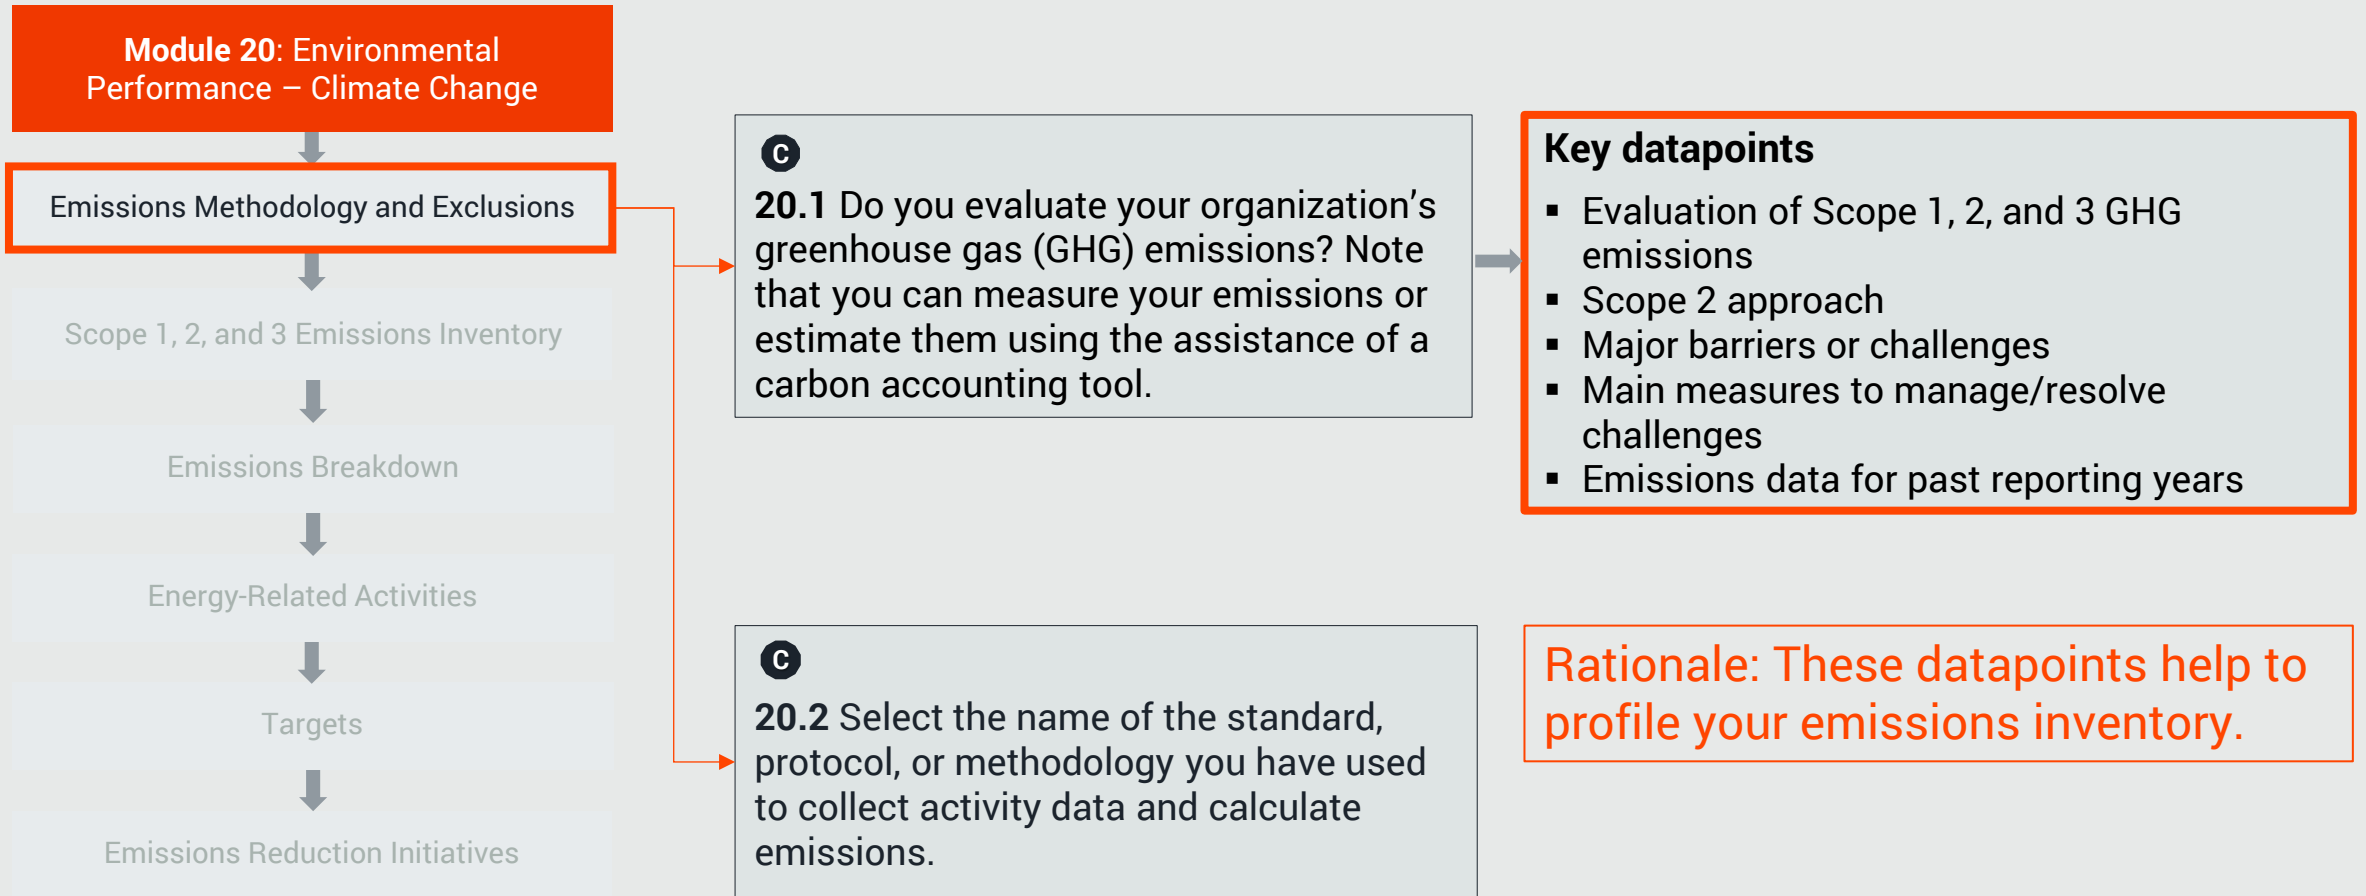 Module 20: Environmental
Performance – Climate Change
Emissions Methodology and Exclusions
Scope 1, 2, and 3 Emissions Inventory
Emissions Breakdown
Energy-Related Activities
Targets
Emissions Reduction Initiatives
C
20.1 Do you evaluate your organization’s
greenhouse gas (GHG) emissions? Note
that you can measure your emissions or
estimate them using the assistance of a
carbon accounting tool.
C
20.2 Select the name of the standard,
protocol, or methodology you have used
to collect activity data and calculate
emissions.
Key datapoints
▪ Evaluation of Scope 1, 2, and 3 GHG
emissions
▪ Scope 2 approach
▪ Major barriers or challenges
▪ Main measures to manage/resolve
challenges
▪ Emissions data for past reporting years
Rationale: These datapoints help to
profile your emissions inventory.